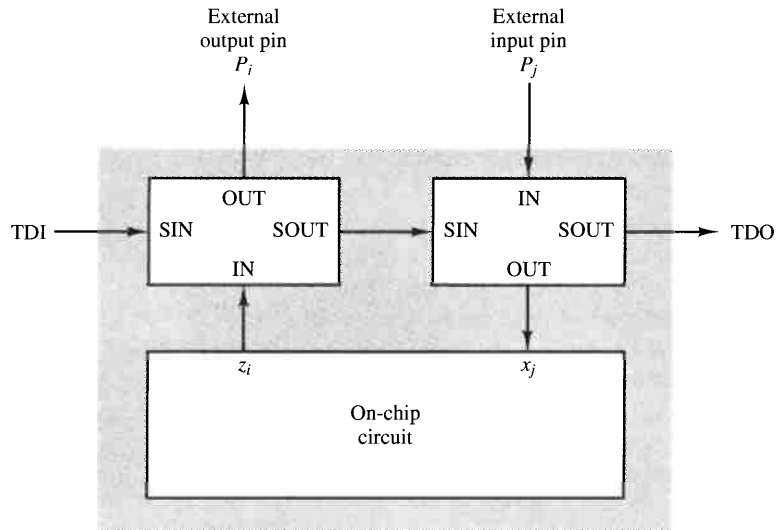 External
output pin
P_i
External
input pin
P_j
OUT
IN
TDI
SIN
SOUT
SIN
SOUT
TDO
IN
OUT
z_i
x_j
On-chip
circuit